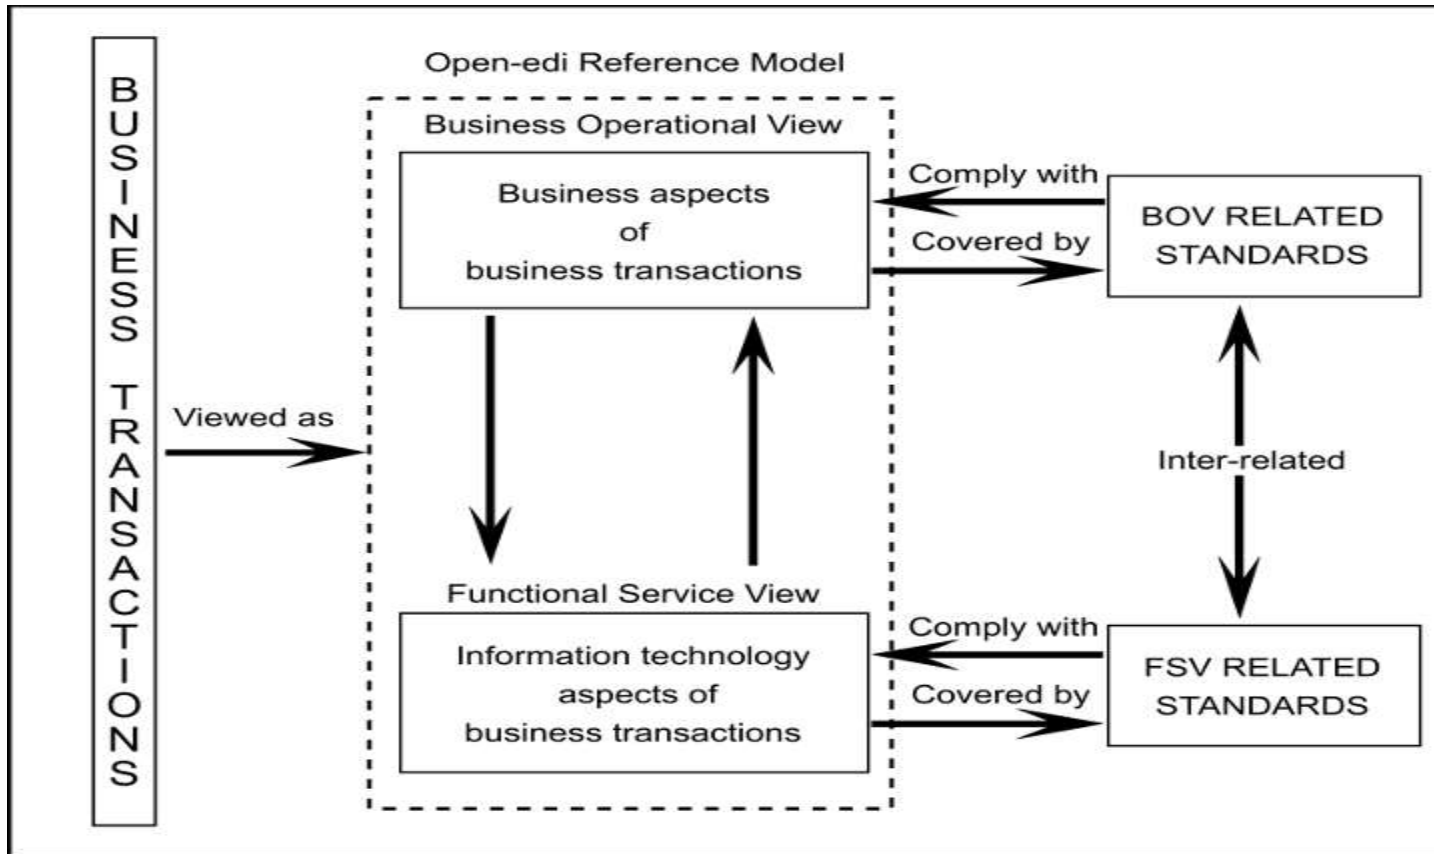 BUSINESS TRANSACTIONS
Open-edi Reference Model
Business Operational View
Business aspects
of
business transactions
Comply with
Covered by
BOV RELATED
STANDARDS
Viewed as
Inter-related
Functional Service View
Information technology
aspects of
business transactions
Comply with
Covered by
FSV RELATED
STANDARDS